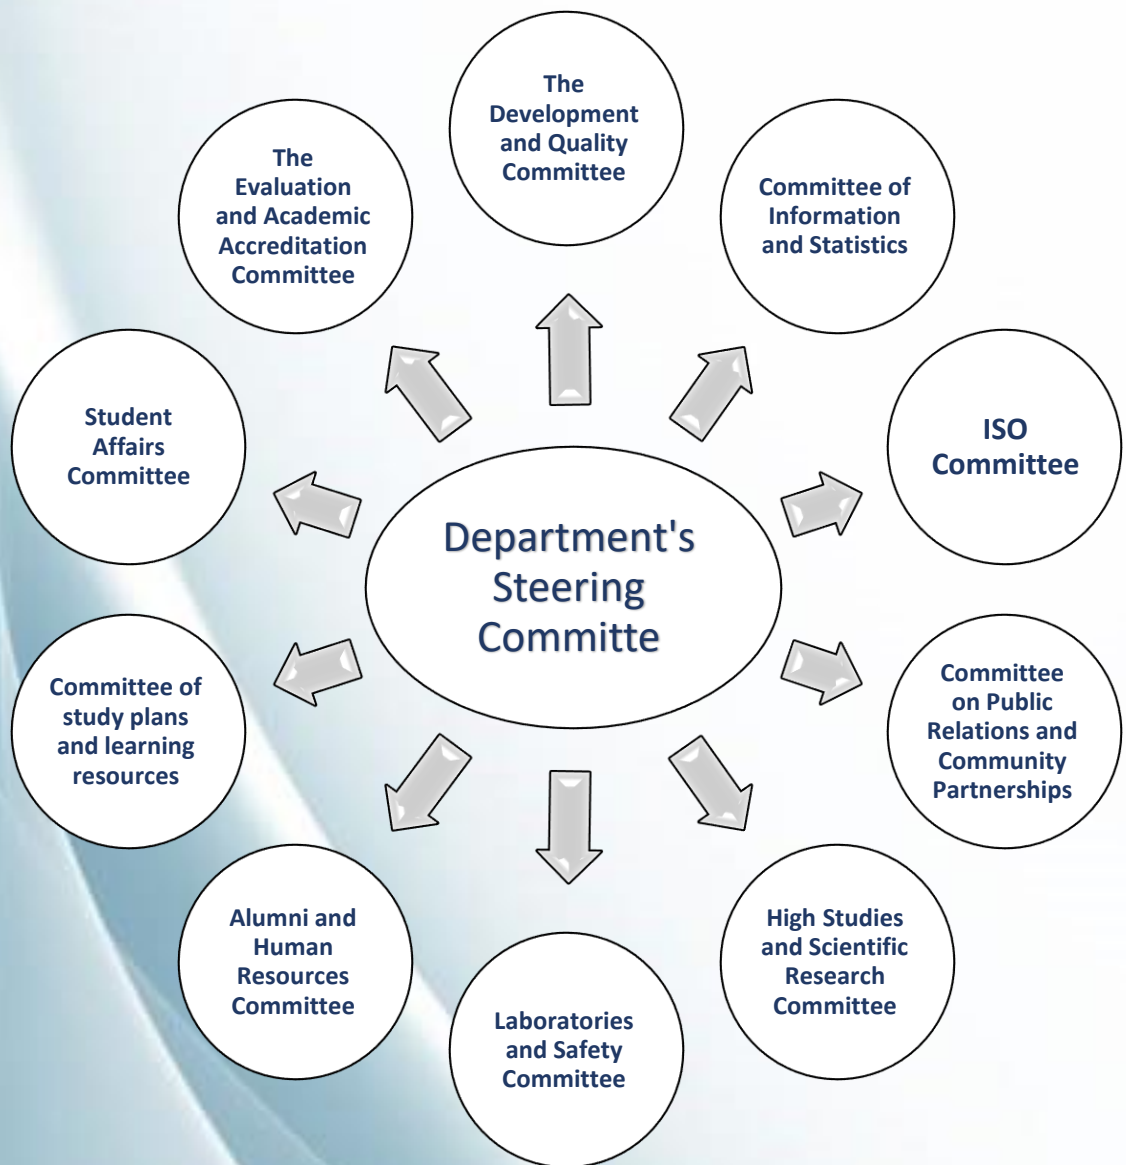 The
Development
and Quality
Committee
Committee of
Information
and Statistics
ISO
Committee
Committee
on Public
Relations and
Community
Partnerships
High Studies
and Scientific
Research
Committee
Laboratories
and Safety
Committee
Alumni and
Human
Resources
Committee
Committee of
study plans
and learning
resources
Student
Affairs
Committee
The
Evaluation
and Academic
Accreditation
Committee
Department's
Steering
Committe